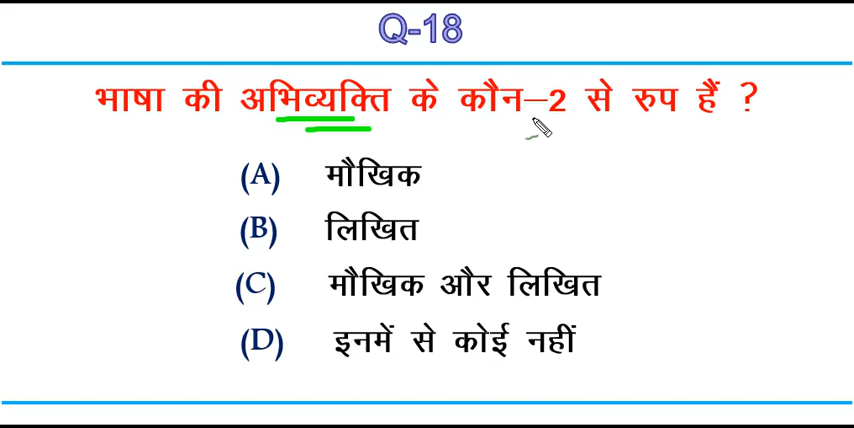 Q-18
भाषा की अभिव्यक्ति के कौन–2 से रुप हैं ?
(A) मौखिक
(B) लिखित
(C) मौखिक और लिखित
(D) इनमें से कोई नहीं